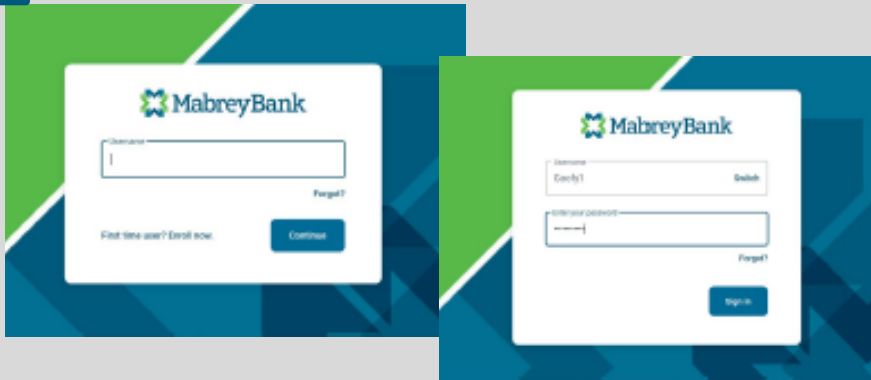 MabreyBank
Username
Forgot?
First time user? Enroll now.
Continue
MabreyBank
Username
Switch
Enter your password
Forgot?
Sign in